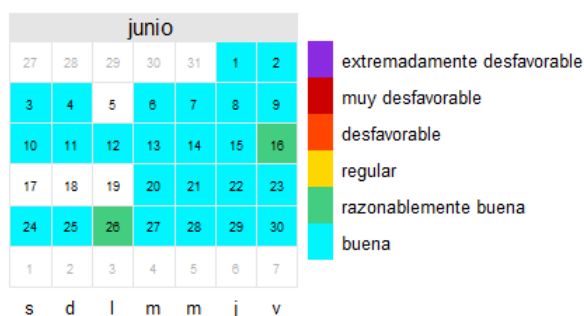 junio
27 28 29 30 31 1 2
3 4 5 6 7 8 9
10 11 12 13 14 15 16
17 18 19 20 21 22 23
24 25 26 27 28 29 30
1 2 3 4 5 6 7
s d l m m j v
extremadamente desfavorable
muy desfavorable
desfavorable
regular
razonablemente buena
buena